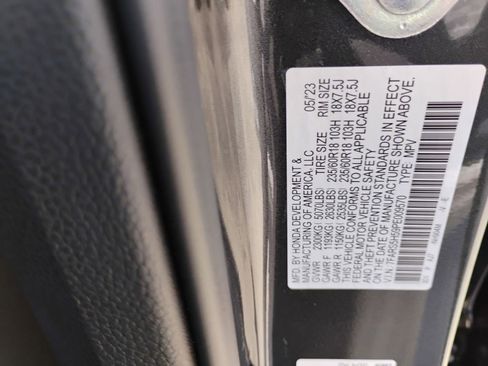 MFD. BY HONDA DEVELOPMENT &
MANUFACTURING OF AMERICA, LLC 05/'23
TIRE SIZE RIM SIZE
GVWR 2300KG( 5070LBS)
GAWR F 1193KG( 2630LBS) 235/60R18 103H 18X7.5J
GAWR R 1150KG( 2535LBS) 235/60R18 103H 18X7.5J
THIS VEHICLE CONFORMS TO ALL APPLICABLE
FEDERAL MOTOR VEHICLE SAFETY
AND THEFT PREVENTION STANDARDS IN EFFECT
ON THE DATE OF MANUFACTURE SHOWN ABOVE.
V.I.N. TYPE: MPV